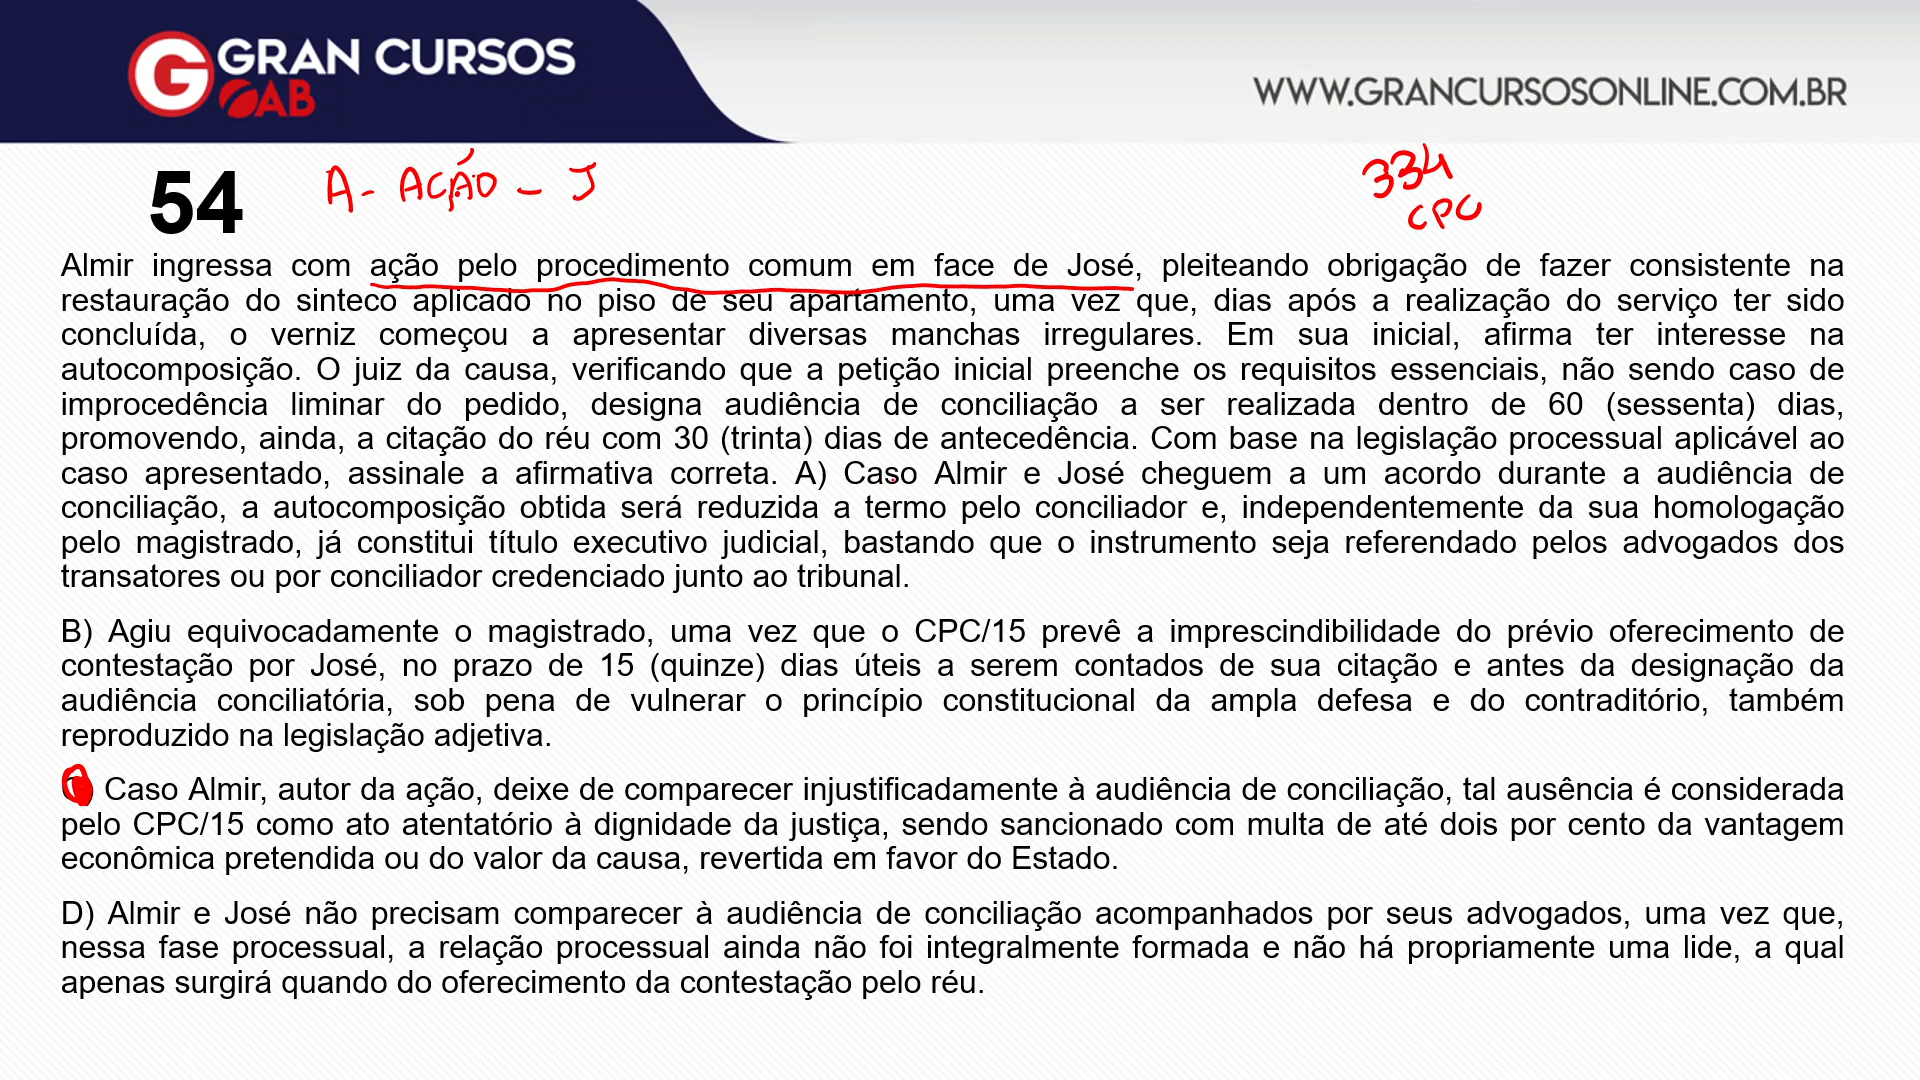 GRAN CURSOS
OAB
WWW.GRANCURSOSONLINE.COM.BR
54
A - AÇÃO - J
334
CPC
Almir ingressa com ação pelo procedimento comum em face de José, pleiteando obrigação de fazer consistente na
restauração do sinteco aplicado no piso de seu apartamento, uma vez que, dias após a realização do serviço ter sido
concluída, o verniz começou a apresentar diversas manchas irregulares. Em sua inicial, afirma ter interesse na
autocomposição. O juiz da causa, verificando que a petição inicial preenche os requisitos essenciais, não sendo caso de
improcedência liminar do pedido, designa audiência de conciliação a ser realizada dentro de 60 (sessenta) dias,
promovendo, ainda, a citação do réu com 30 (trinta) dias de antecedência. Com base na legislação processual aplicável ao
caso apresentado, assinale a afirmativa correta. A) Caso Almir e José cheguem a um acordo durante a audiência de
conciliação, a autocomposição obtida será reduzida a termo pelo conciliador e, independentemente da sua homologação
pelo magistrado, já constitui título executivo judicial, bastando que o instrumento seja referendado pelos advogados dos
transatores ou por conciliador credenciado junto ao tribunal.
B) Agiu equivocadamente o magistrado, uma vez que o CPC/15 prevê a imprescindibilidade do prévio oferecimento de
contestação por José, no prazo de 15 (quinze) dias úteis a serem contados de sua citação e antes da designação da
audiência conciliatória, sob pena de vulnerar o princípio constitucional da ampla defesa e do contraditório, também
reproduzido na legislação adjetiva.
Caso Almir, autor da ação, deixe de comparecer injustificadamente à audiência de conciliação, tal ausência é considerada
pelo CPC/15 como ato atentatório à dignidade da justiça, sendo sancionado com multa de até dois por cento da vantagem
econômica pretendida ou do valor da causa, revertida em favor do Estado.
D) Almir e José não precisam comparecer à audiência de conciliação acompanhados por seus advogados, uma vez que,
nessa fase processual, a relação processual ainda não foi integralmente formada e não há propriamente uma lide, a qual
apenas surgirá quando do oferecimento da contestação pelo réu.